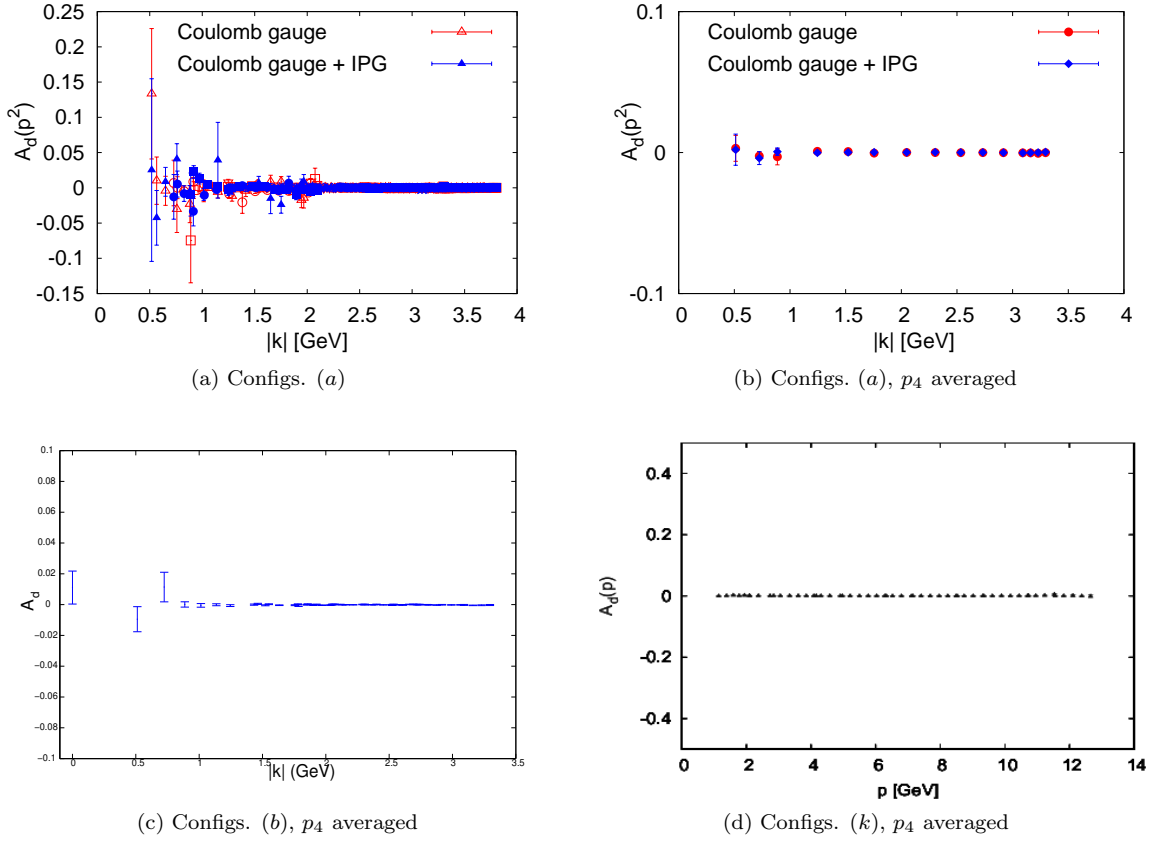 0.25
0.2
0.15
0.1
0.05
0
-0.05
-0.1
-0.15
A_d(p^2)
Coulomb gauge
Coulomb gauge + IPG
0 0.5 1 1.5 2 2.5 3 3.5 4
|k| [GeV]
(a) Configs. (a)
0.1
0
-0.1
A_d(p^2)
Coulomb gauge
Coulomb gauge + IPG
0 0.5 1 1.5 2 2.5 3 3.5 4
|k| [GeV]
(b) Configs. (a), p_4 averaged
0.1
0.08
0.06
0.04
0.02
0
−0.02
−0.04
−0.06
−0.08
−0.1
A_d
0 0.5 1 1.5 2 2.5 3 3.5
|k| (GeV)
(c) Configs. (b), p_4 averaged
0.4
0.2
0
-0.2
-0.4
A_d(p)
0 2 4 6 8 10 12 14
p [GeV]
(d) Configs. (k), p_4 averaged